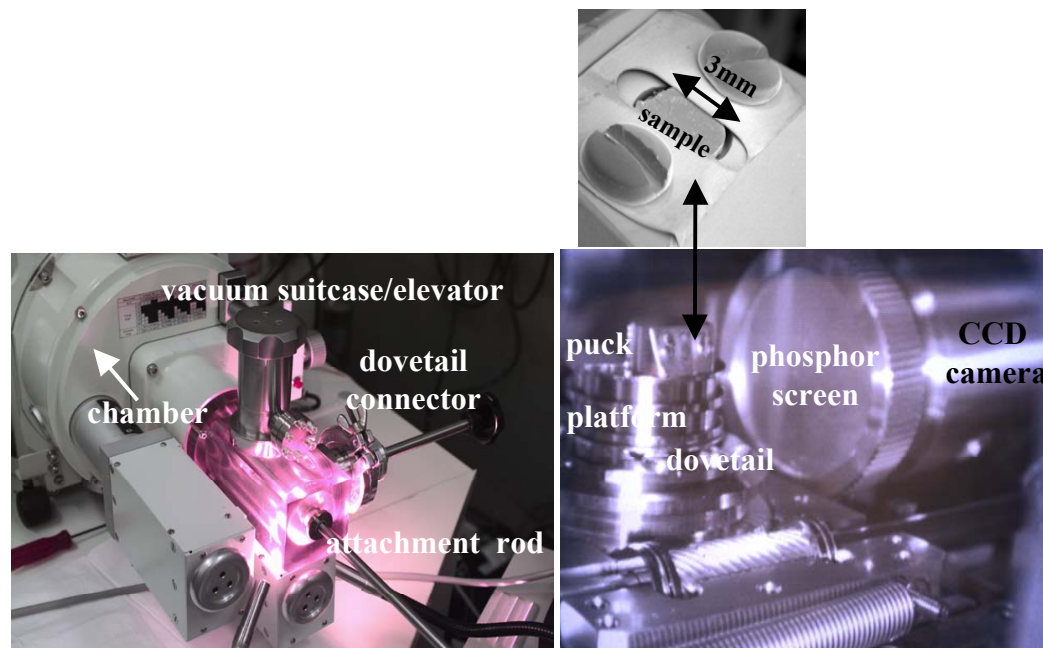 3mm
sample
vacuum suitcase/elevator
dovetail
connector
chamber
attachment rod
puck
phosphor
screen
CCD
camera
platform
dovetail